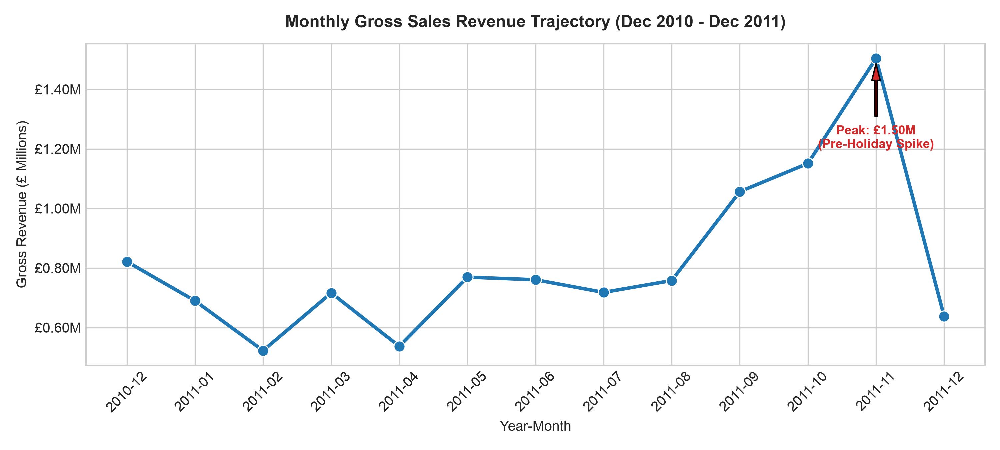 Monthly Gross Sales Revenue Trajectory (Dec 2010 - Dec 2011)
Gross Revenue (£ Millions)
£1.40M
£1.20M
£1.00M
£0.80M
£0.60M
Peak: £1.50M
(Pre-Holiday Spike)
2010-12
2011-01
2011-02
2011-03
2011-04
2011-05
2011-06
2011-07
2011-08
2011-09
2011-10
2011-11
2011-12
Year-Month